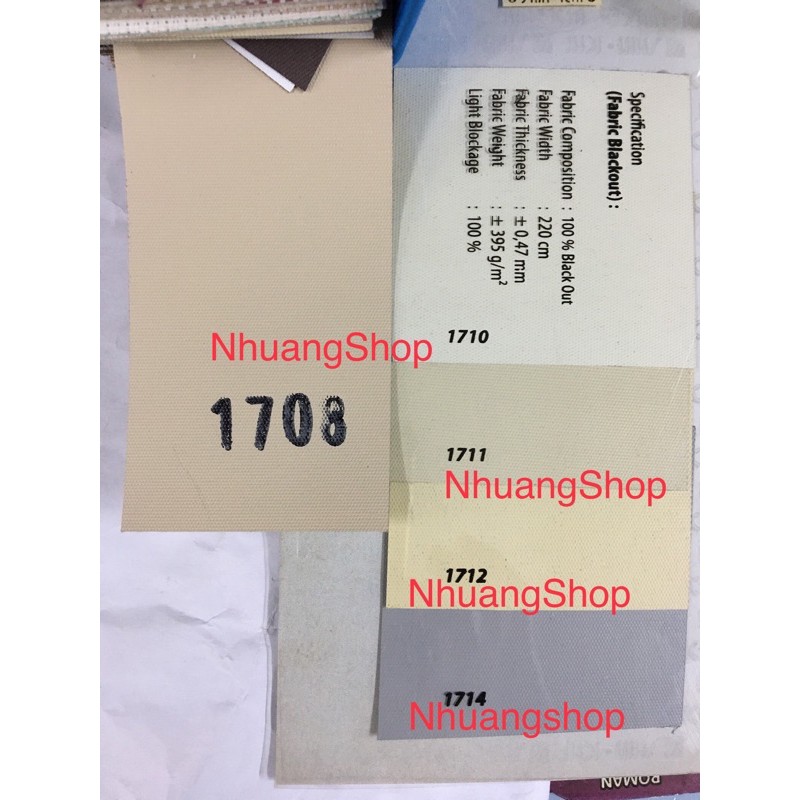 Specification
(Fabric Blackout) :
Fabric Composition : 100 % Black Out
Fabric Width : 220 cm
Fabric Thickness : ± 0,47 mm
Fabric Weight : ± 395 g/m²
Light Blockage : 100 %
1710
NhuangShop
1708
1711
NhuangShop
1712
NhuangShop
1714
Nhuangshop
ROMAN